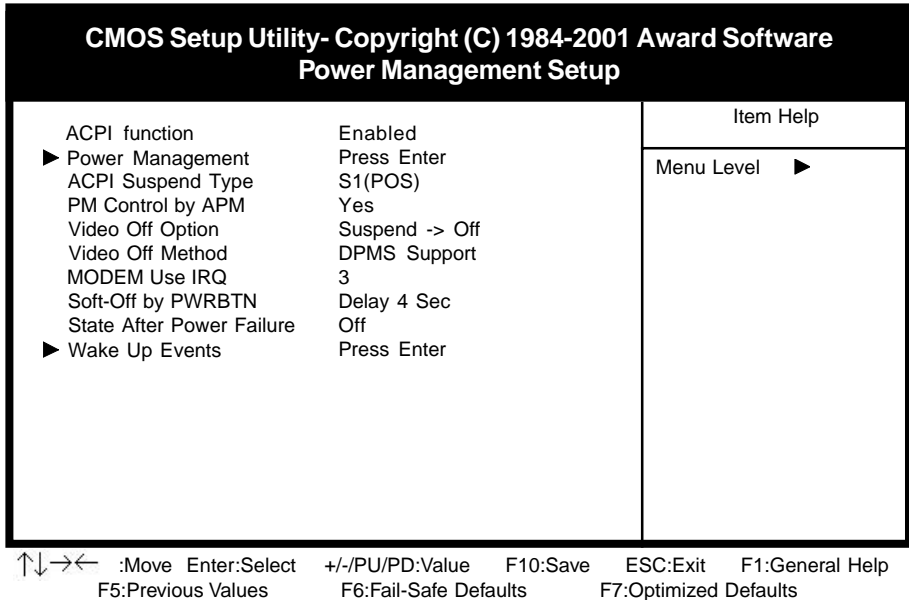 CMOS Setup Utility- Copyright (C) 1984-2001 Award Software
Power Management Setup
ACPI function Enabled
▶ Power Management Press Enter
ACPI Suspend Type S1(POS)
PM Control by APM Yes
Video Off Option Suspend -> Off
Video Off Method DPMS Support
MODEM Use IRQ 3
Soft-Off by PWRBTN Delay 4 Sec
State After Power Failure Off
▶ Wake Up Events Press Enter
Item Help
Menu Level ▶
↑↓→← :Move Enter:Select +/-/PU/PD:Value F10:Save ESC:Exit F1:General Help
F5:Previous Values F6:Fail-Safe Defaults F7:Optimized Defaults